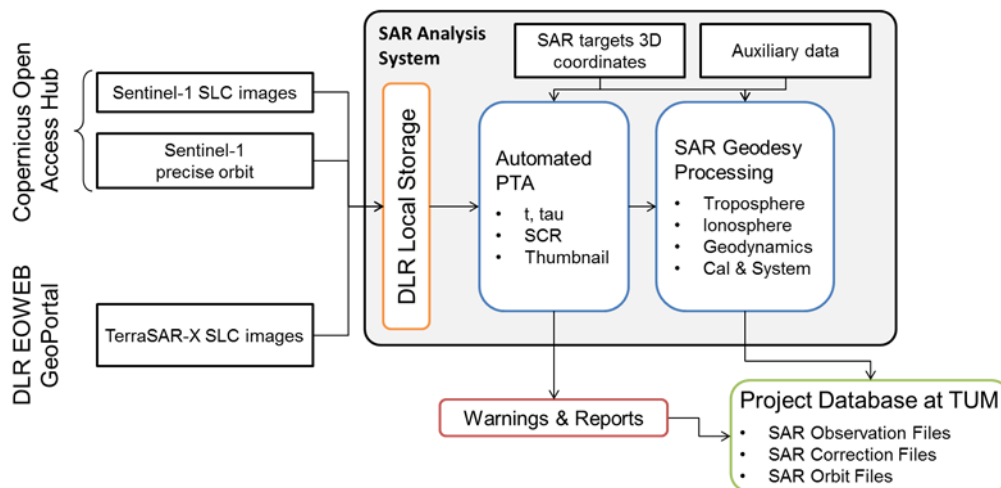 Copernicus Open
Access Hub
Sentinel-1 SLC images
Sentinel-1
precise orbit
DLR EOWEB
GeoPortal
TerraSAR-X SLC images
SAR Analysis
System
SAR targets 3D
coordinates
Auxiliary data
DLR Local Storage
Automated
PTA
• t, tau
• SCR
• Thumbnail
SAR Geodesy
Processing
• Troposphere
• Ionosphere
• Geodynamics
• Cal & System
Warnings & Reports
Project Database at TUM
• SAR Observation Files
• SAR Correction Files
• SAR Orbit Files